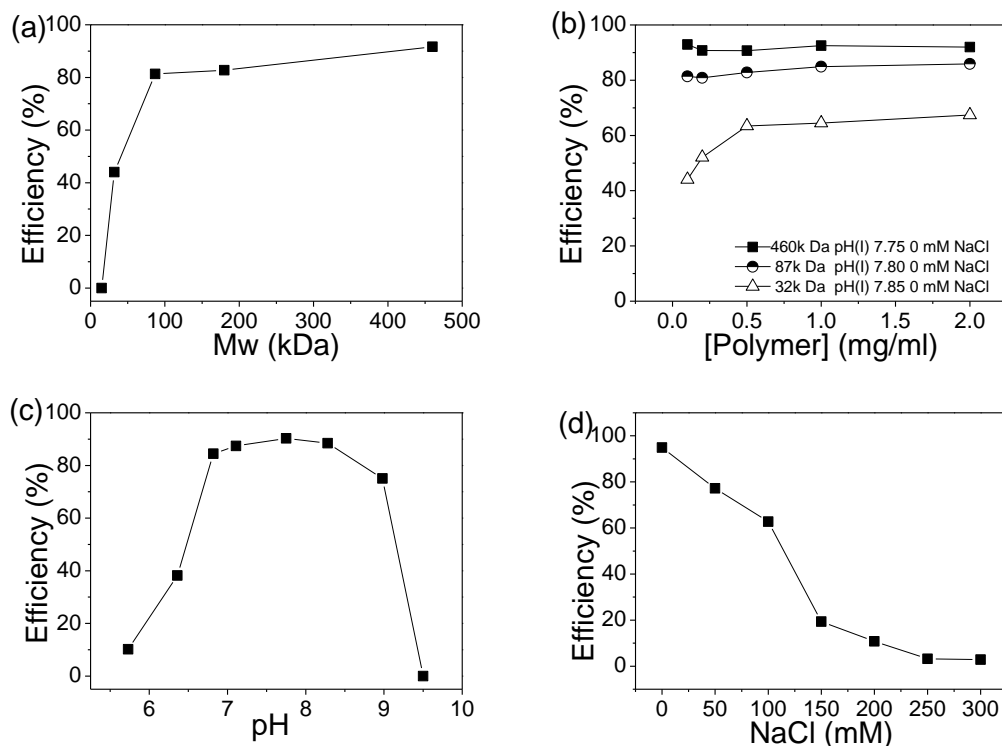 (a)
100
80
60
40
20
0
Efficiency (%)
0 100 200 300 400 500
Mw (kDa)
(b)
100
80
60
40
20
0
Efficiency (%)
460k Da pH(I) 7.75 0 mM NaCl
87k Da pH(I) 7.80 0 mM NaCl
32k Da pH(I) 7.85 0 mM NaCl
0.0 0.5 1.0 1.5 2.0
[Polymer] (mg/ml)
(c)
100
80
60
40
20
0
Efficiency (%)
6 7 8 9 10
pH
(d)
100
80
60
40
20
0
Efficiency (%)
0 50 100 150 200 250 300
NaCl (mM)